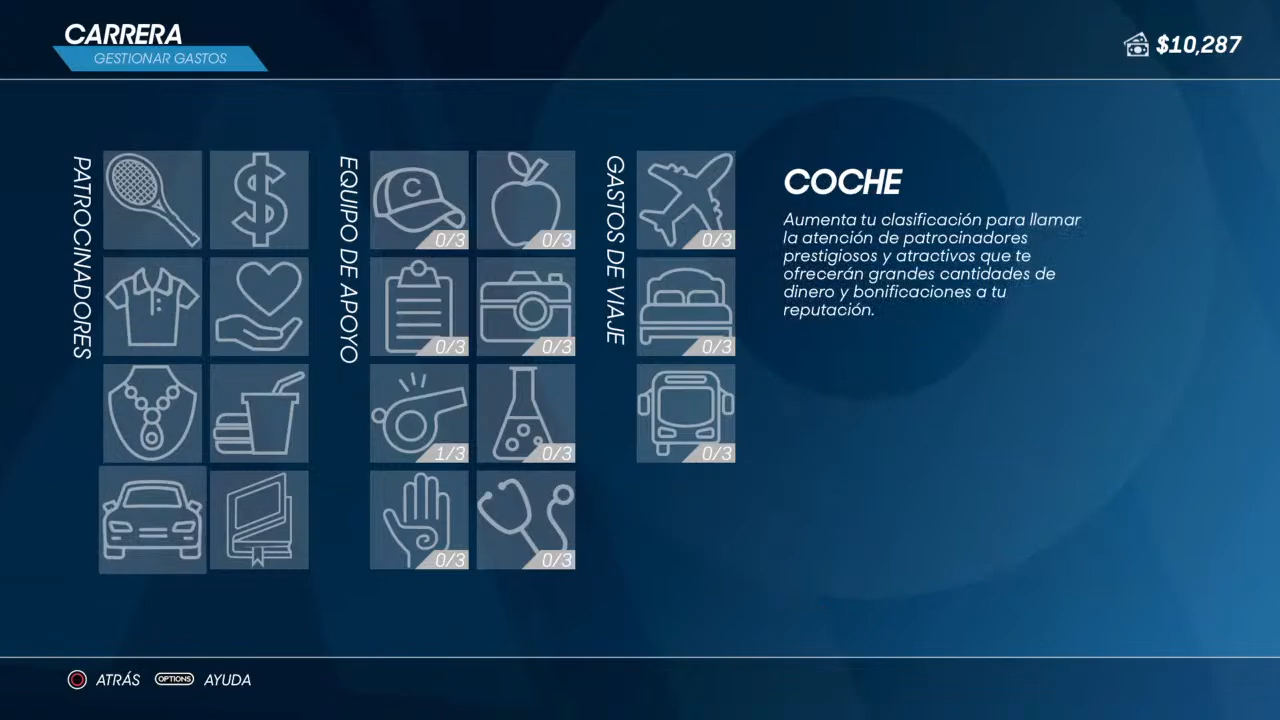 CARRERA
GESTIONAR GASTOS
$10,287
PATROCINADORES
EQUIPO DE APOYO
C
0/3
0/3
0/3
0/3
1/3
0/3
0/3
0/3
GASTOS DE VIAJE
0/3
0/3
0/3
COCHE
Aumenta tu clasificación para llamar
la atención de patrocinadores
prestigiosos y atractivos que te
ofrecerán grandes cantidades de
dinero y bonificaciones a tu
reputación.
ATRÁS
OPTIONS
AYUDA